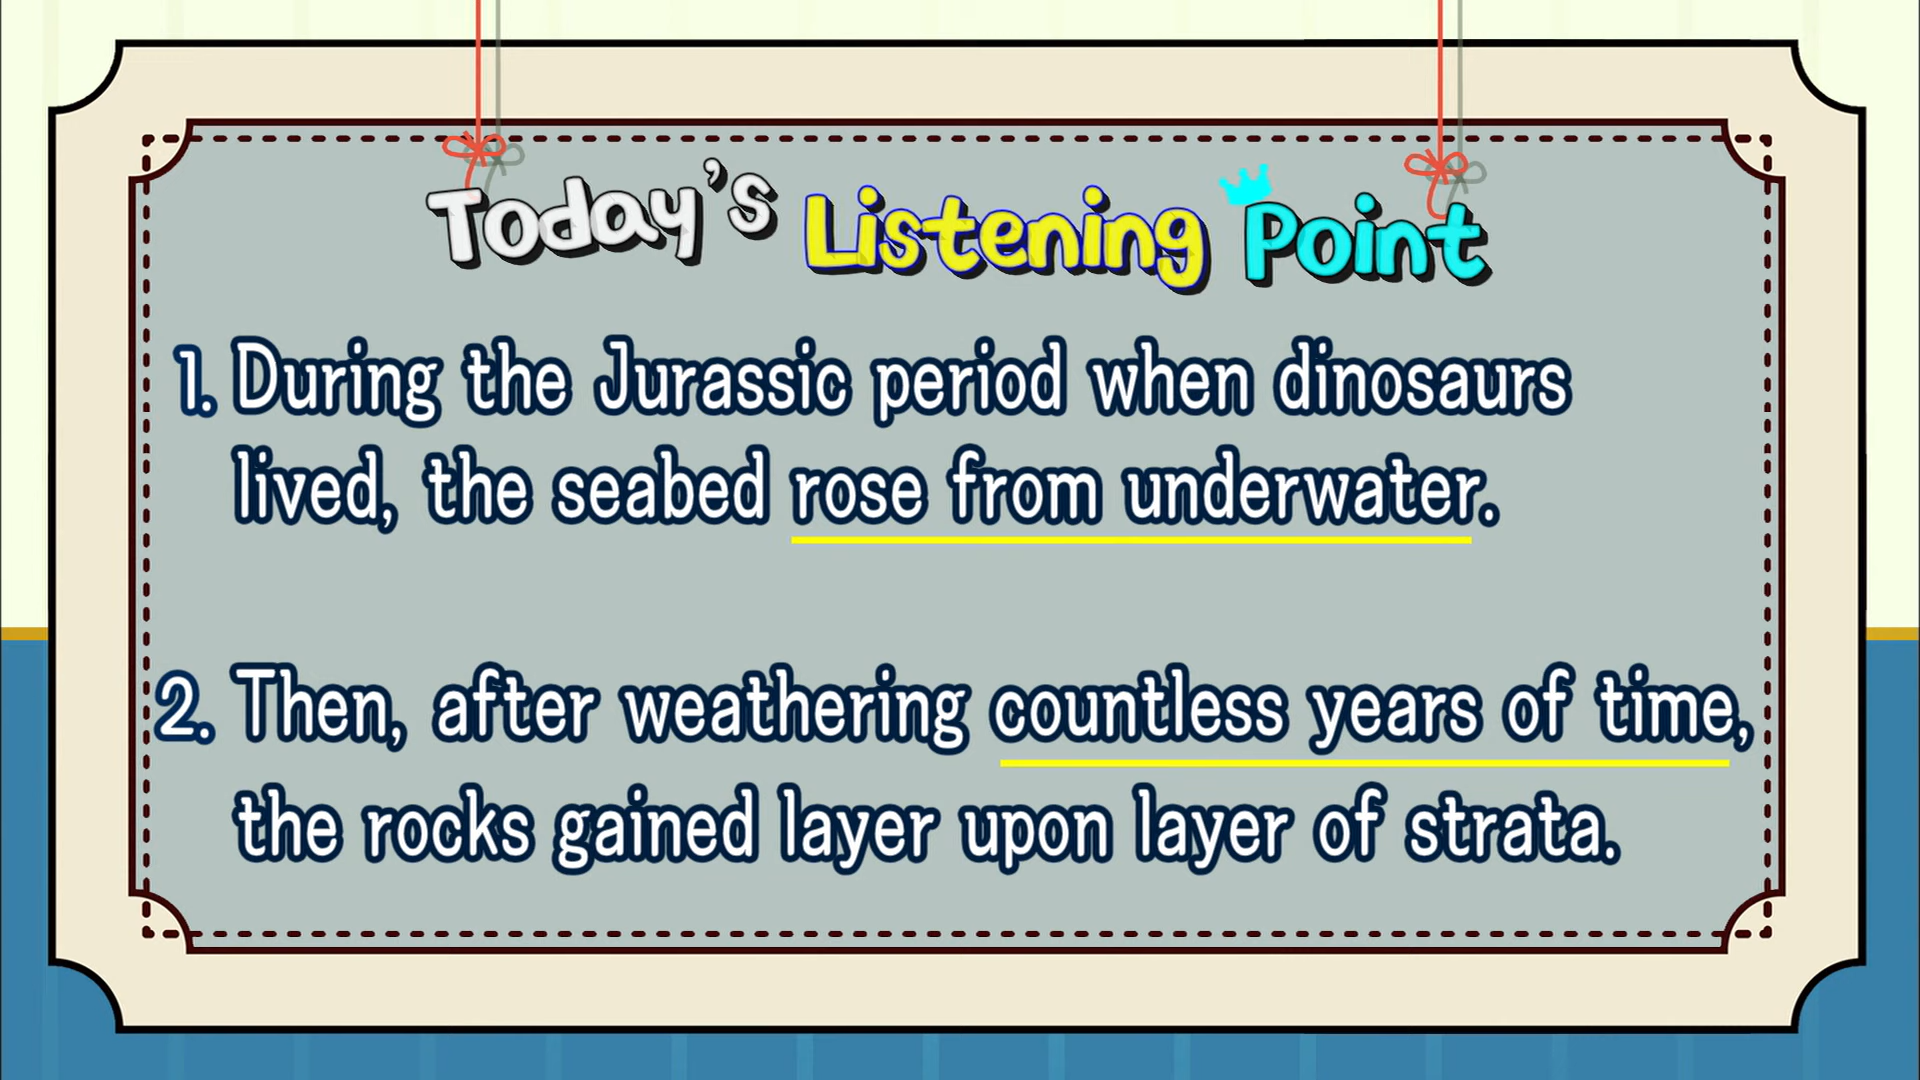 Today's Listening Point
1. During the Jurassic period when dinosaurs
lived, the seabed rose from underwater.
2. Then, after weathering countless years of time,
the rocks gained layer upon layer of strata.